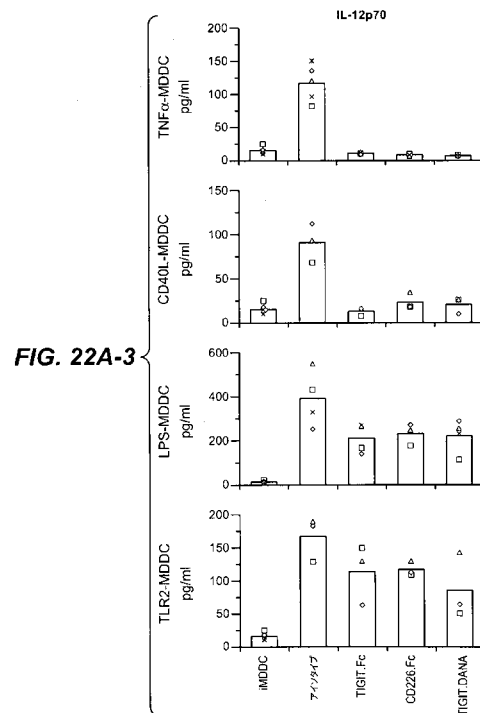 IL-12p70
FIG. 22A-3
TNFα-MDDC
pg/ml
200
150
100
50
0
CD40L-MDDC
pg/ml
150
100
50
0
LPS-MDDC
pg/ml
600
400
200
0
TLR2-MDDC
pg/ml
200
150
100
50
0
iMDDC
アイソタイプ
TIGIT.Fc
CD226.Fc
TIGIT.DANA